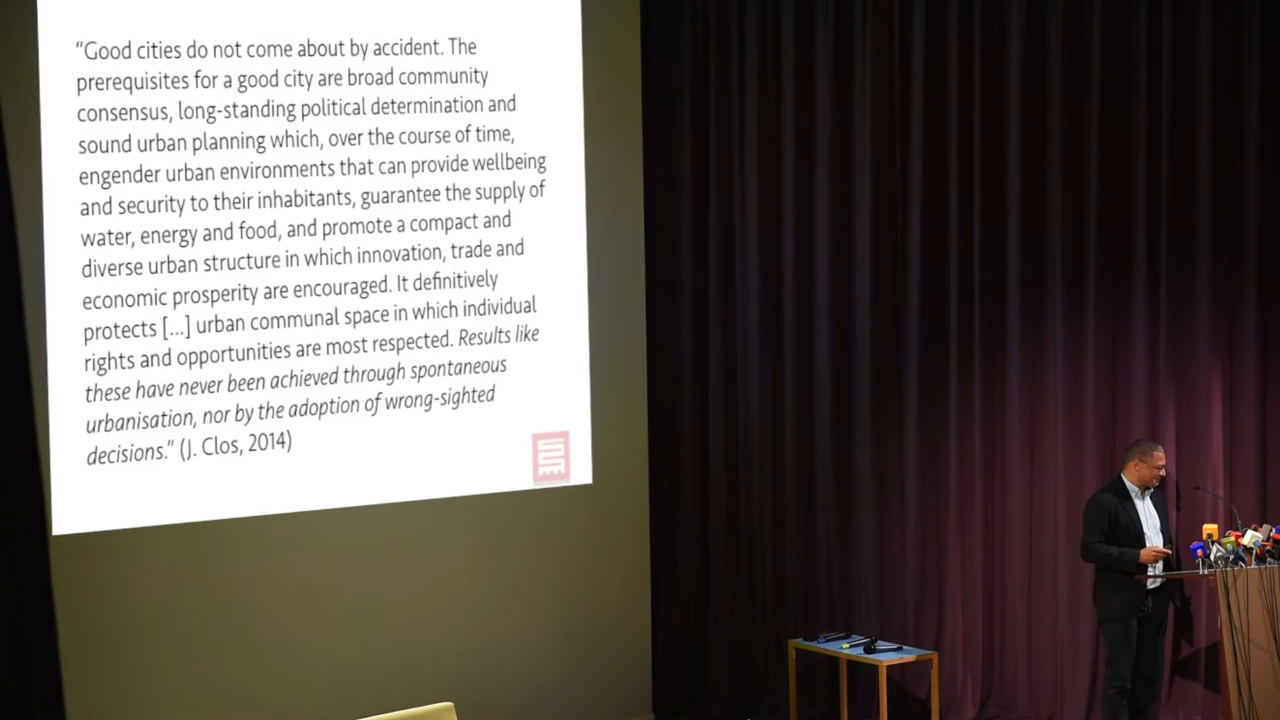 “Good cities do not come about by accident. The
prerequisites for a good city are broad community
consensus, long-standing political determination and
sound urban planning which, over the course of time,
engender urban environments that can provide wellbeing
and security to their inhabitants, guarantee the supply of
water, energy and food, and promote a compact and
diverse urban structure in which innovation, trade and
economic prosperity are encouraged. It definitively
protects [...] urban communal space in which individual
rights and opportunities are most respected. Results like
these have never been achieved through spontaneous
urbanisation, nor by the adoption of wrong-sighted
decisions.” (J. Clos, 2014)